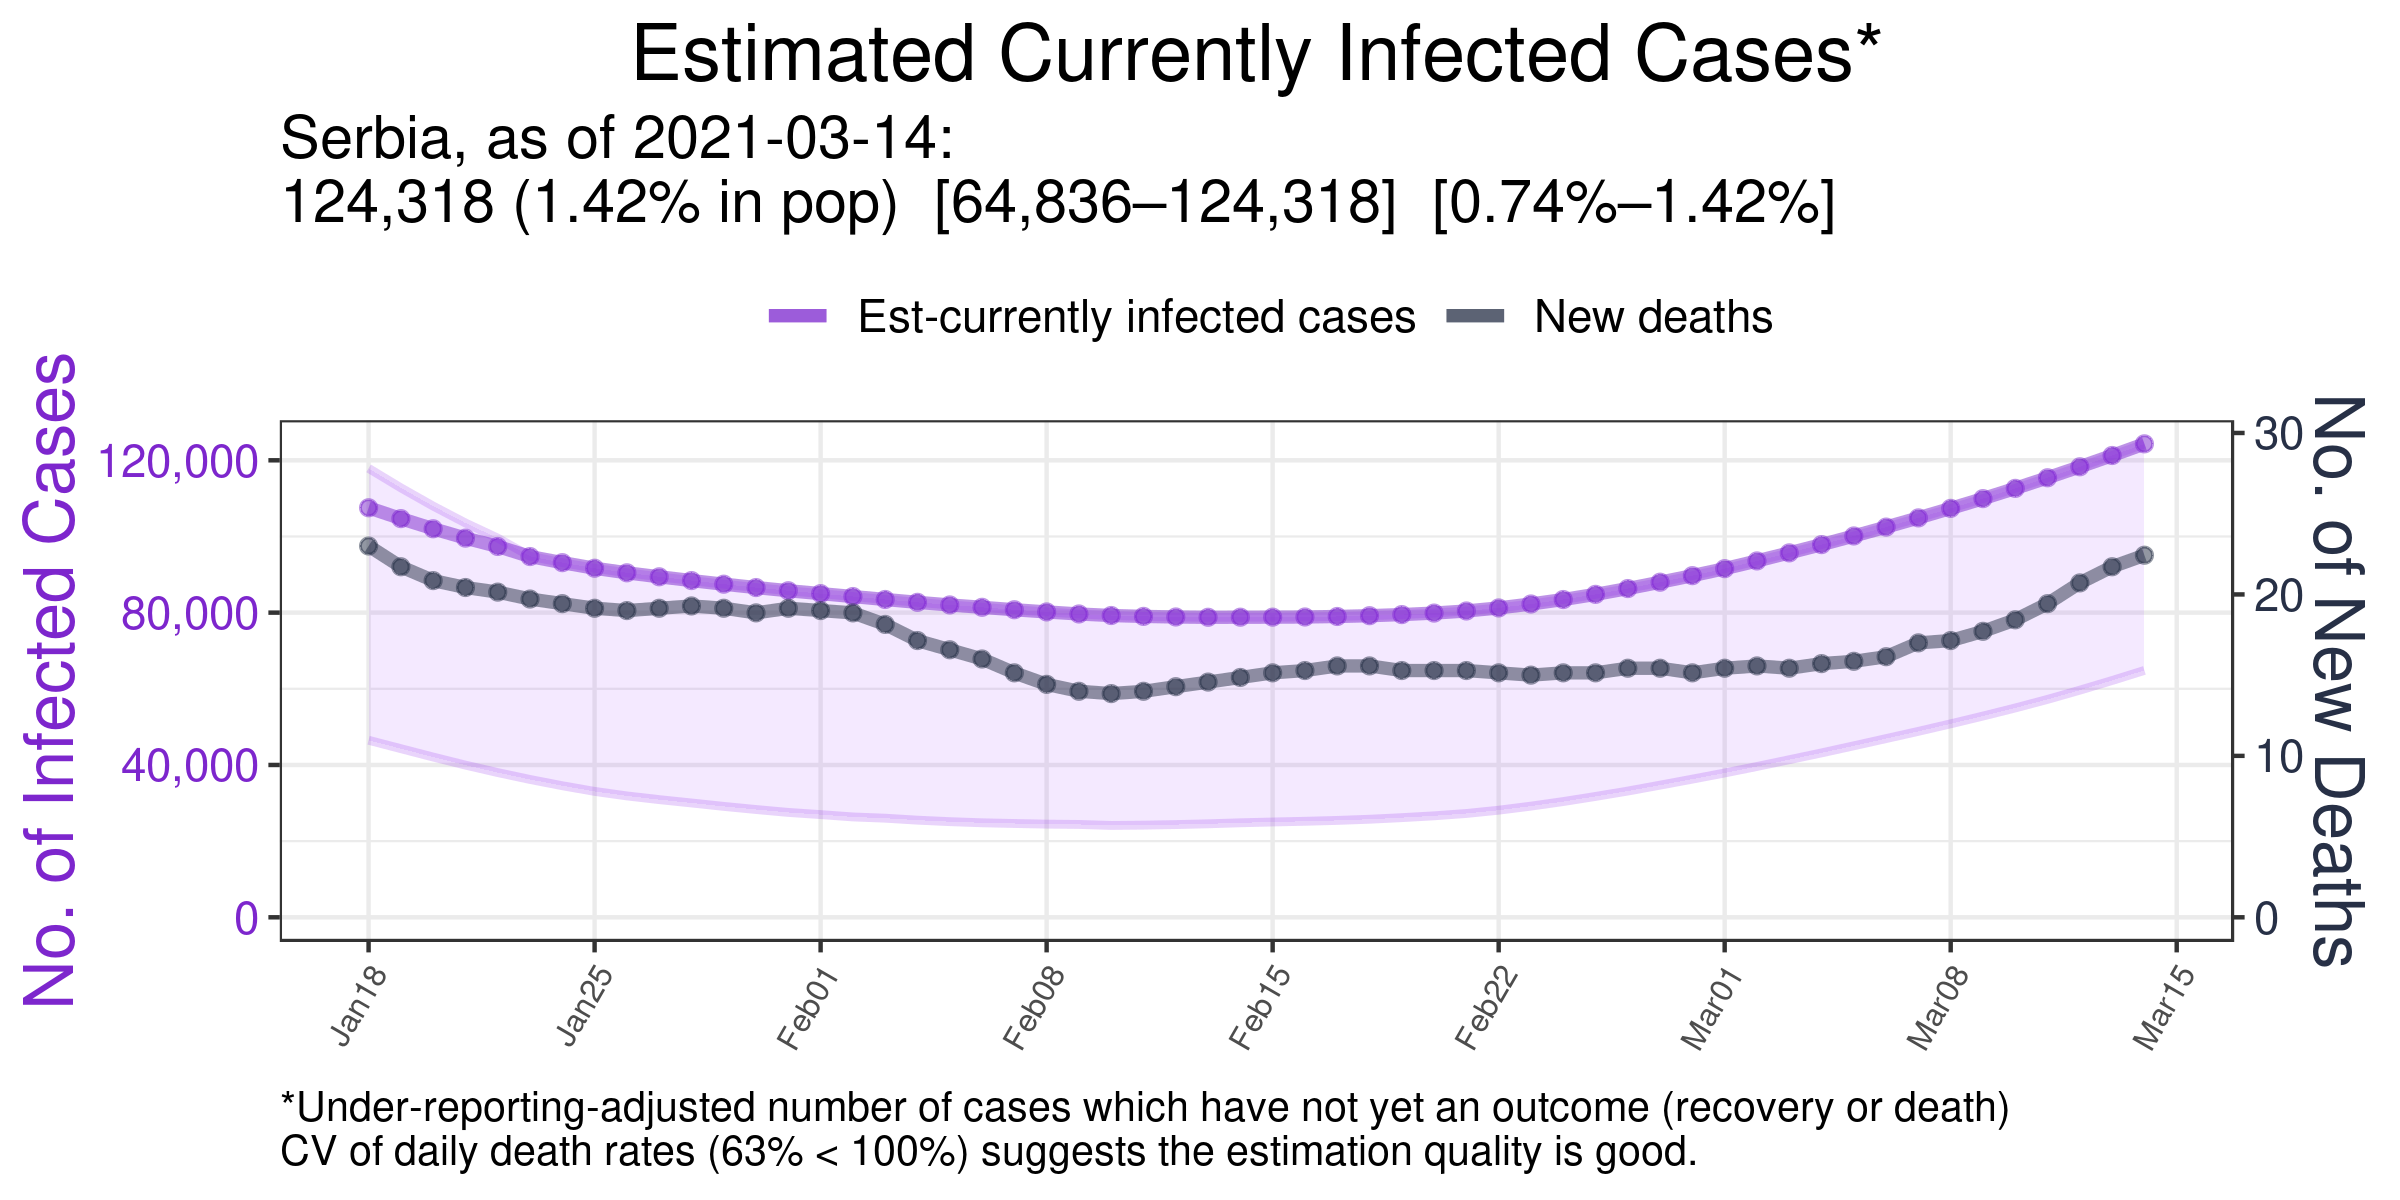 Estimated Currently Infected Cases*
Serbia, as of 2021-03-14:
124,318 (1.42% in pop)  [64,836–124,318]  [0.74%–1.42%]
Est-currently infected cases
New deaths
No. of Infected Cases
120,000
80,000
40,000
0
30
20
10
0
No. of New Deaths
Jan18
Jan25
Feb01
Feb08
Feb15
Feb22
Mar01
Mar08
Mar15
*Under-reporting-adjusted number of cases which have not yet an outcome (recovery or death)
CV of daily death rates (63% < 100%) suggests the estimation quality is good.